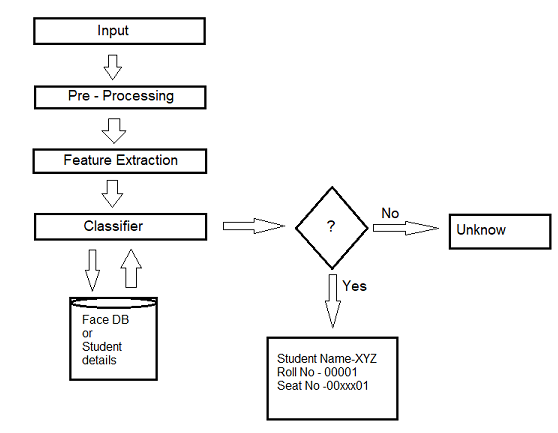 Input
Pre - Processing
Feature Extraction
Classifier
?
No
Unknow
Yes
Face DB
or
Student
details
Student Name-XYZ
Roll No - 00001
Seat No -00xxx01